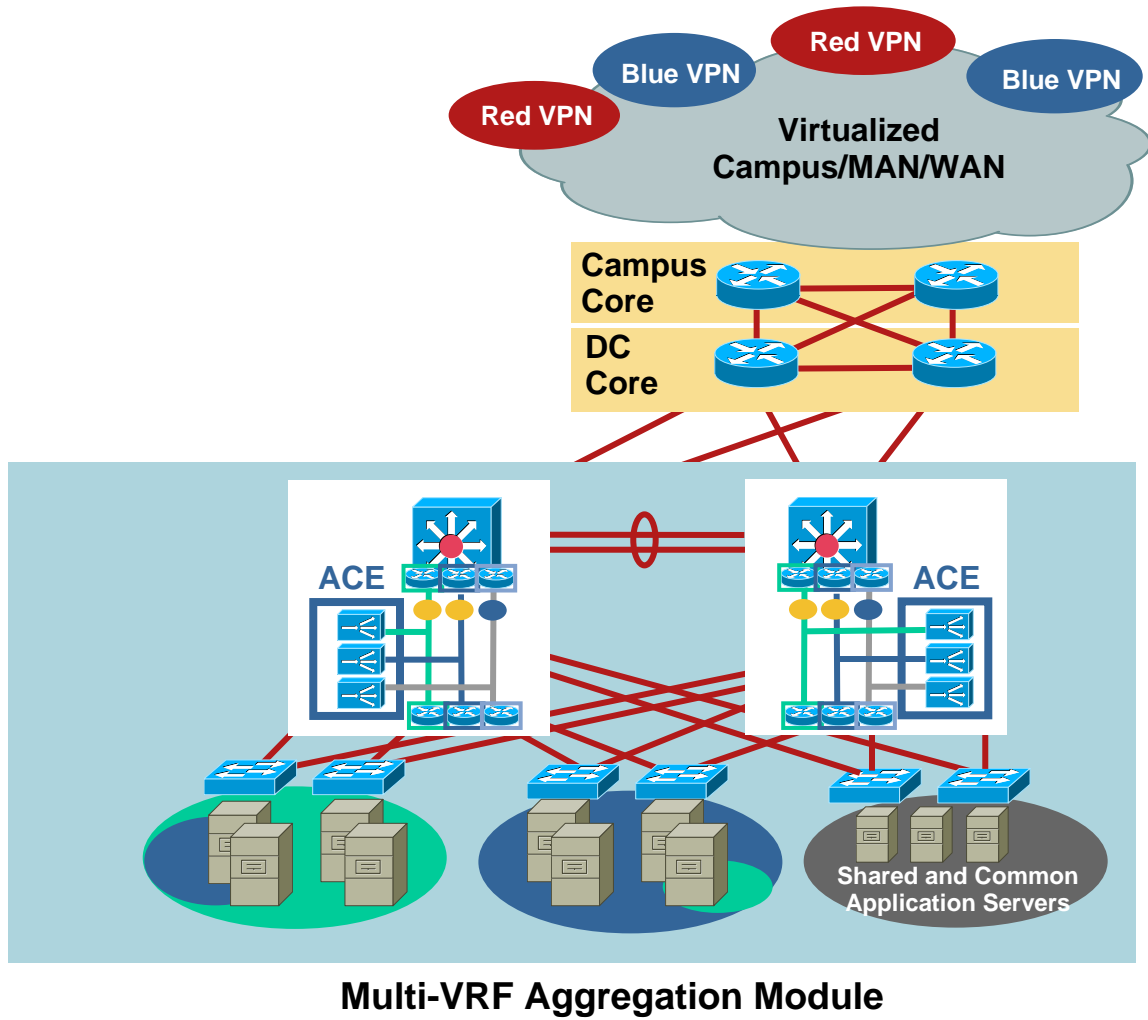 Red VPN
Blue VPN
Blue VPN
Red VPN
Virtualized
Campus/MAN/WAN
Campus
Core
DC
Core
ACE
ACE
Shared and Common
Application Servers
Multi-VRF Aggregation Module